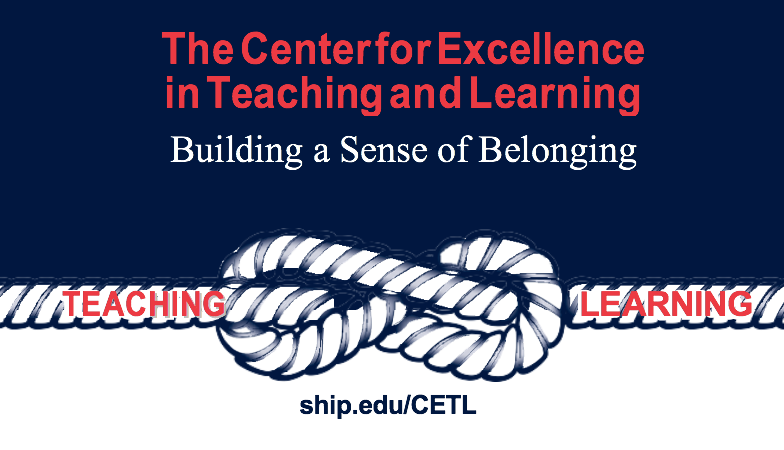 The Center for Excellence
in Teaching and Learning
Building a Sense of Belonging
TEACHING
LEARNING
ship.edu/CETL